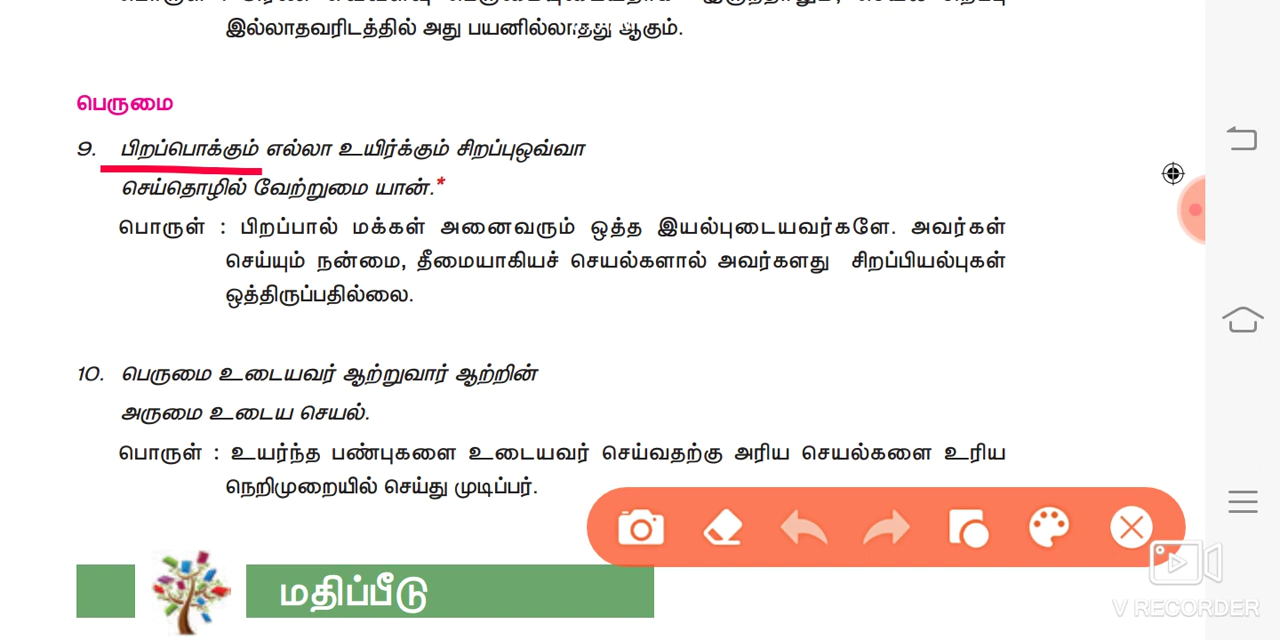 இல்லாதவரிடத்தில் அது பயனில்லாதது ஆகும்.
பெருமை
9. பிறப்பொக்கும் எல்லா உயிர்க்கும் சிறப்புஒவ்வா
செய்தொழில் வேற்றுமை யான்.*
பொருள் : பிறப்பால் மக்கள் அனைவரும் ஒத்த இயல்புடையவர்களே. அவர்கள்
செய்யும் நன்மை, தீமையாகியச் செயல்களால் அவர்களது சிறப்பியல்புகள்
ஒத்திருப்பதில்லை.
10. பெருமை உடையவர் ஆற்றுவார் ஆற்றின்
அருமை உடைய செயல்.
பொருள் : உயர்ந்த பண்புகளை உடையவர் செய்வதற்கு அரிய செயல்களை உரிய
நெறிமுறையில் செய்து முடிப்பர்.
மதிப்பீடு
V RECORDER